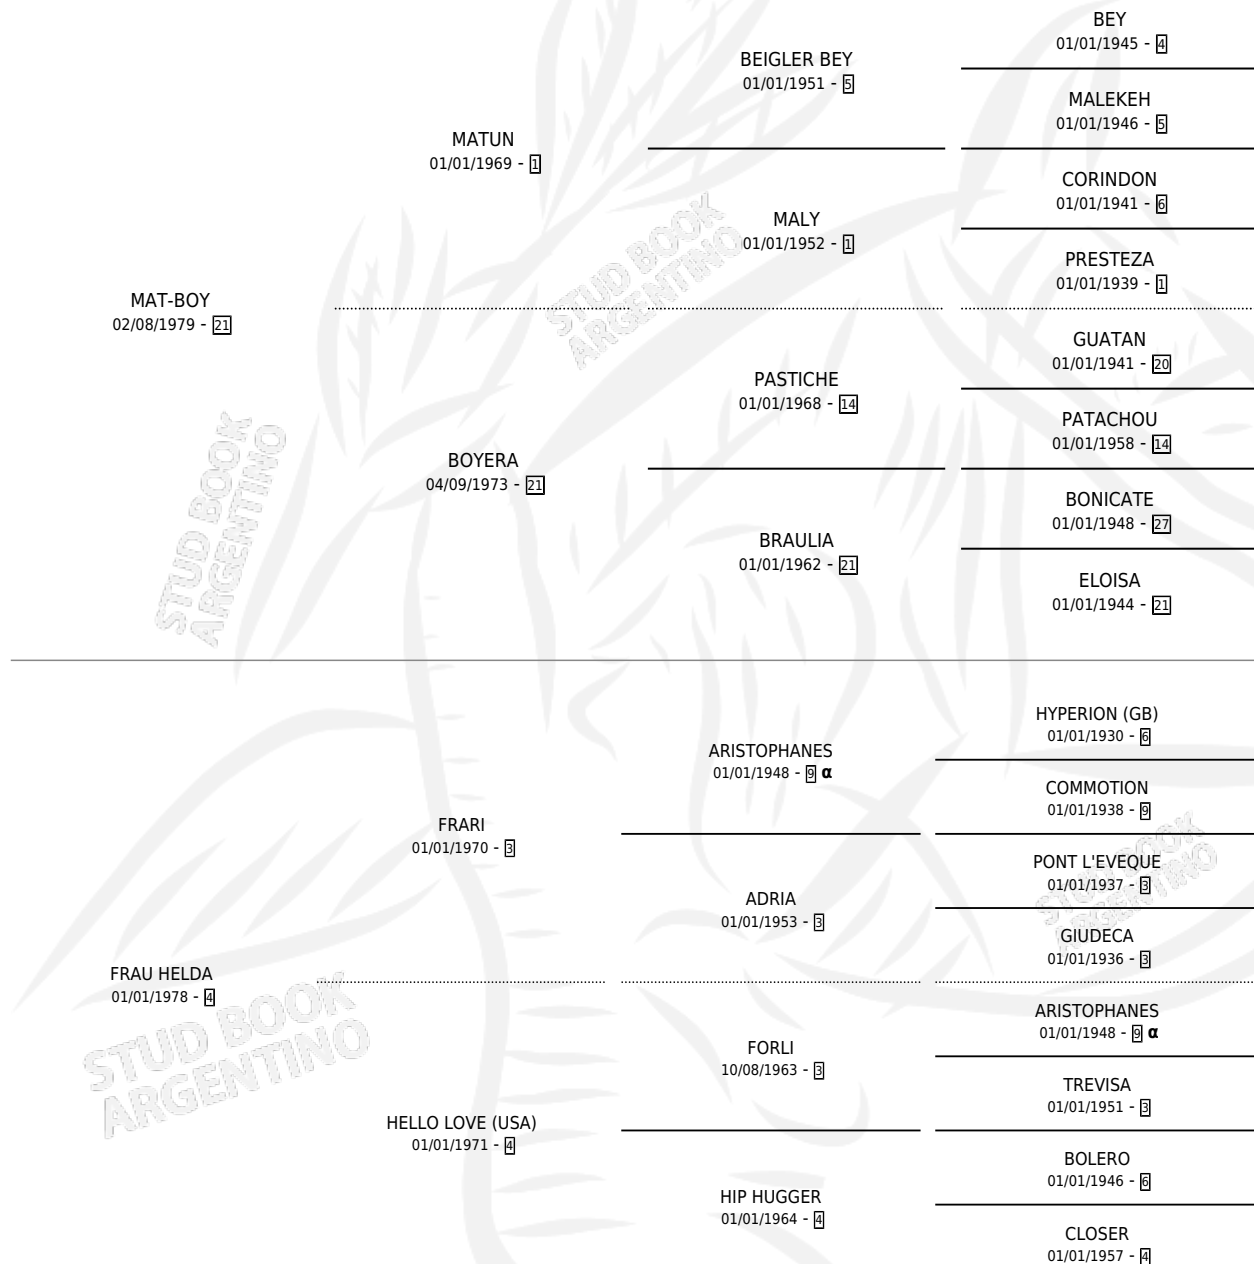 BEY
01/01/1945 - 4
BEIGLER BEY
01/01/1951 - 5
MALEKEH
01/01/1946 - 5
MATUN
01/01/1969 - 1
CORINDON
01/01/1941 - 6
MALY
01/01/1952 - 1
PRESTEZA
01/01/1939 - 1
MAT-BOY
02/08/1979 - 21
GUATAN
01/01/1941 - 20
PASTICHE
01/01/1968 - 14
PATACHOU
01/01/1958 - 14
BOYERA
04/09/1973 - 21
BONICATE
01/01/1948 - 27
BRAULIA
01/01/1962 - 21
ELOISA
01/01/1944 - 21
HYPERION (GB)
01/01/1930 - 6
ARISTOPHANES
01/01/1948 - 9 α
COMMOTION
01/01/1938 - 9
FRARI
01/01/1970 - 3
PONT L'EVEQUE
01/01/1937 - 3
ADRIA
01/01/1953 - 3
GIUDECA
01/01/1936 - 3
FRAU HELDA
01/01/1978 - 4
ARISTOPHANES
01/01/1948 - 9 α
FORLI
10/08/1963 - 3
TREVISA
01/01/1951 - 3
HELLO LOVE (USA)
01/01/1971 - 4
BOLERO
01/01/1946 - 6
HIP HUGGER
01/01/1964 - 4
CLOSER
01/01/1957 - 4
STUD BOOK
ARGENTINO
STUD BOOK
ARGENTINO
STUD BOOK
ARGENTINO
STUD BOOK
ARGENTINO